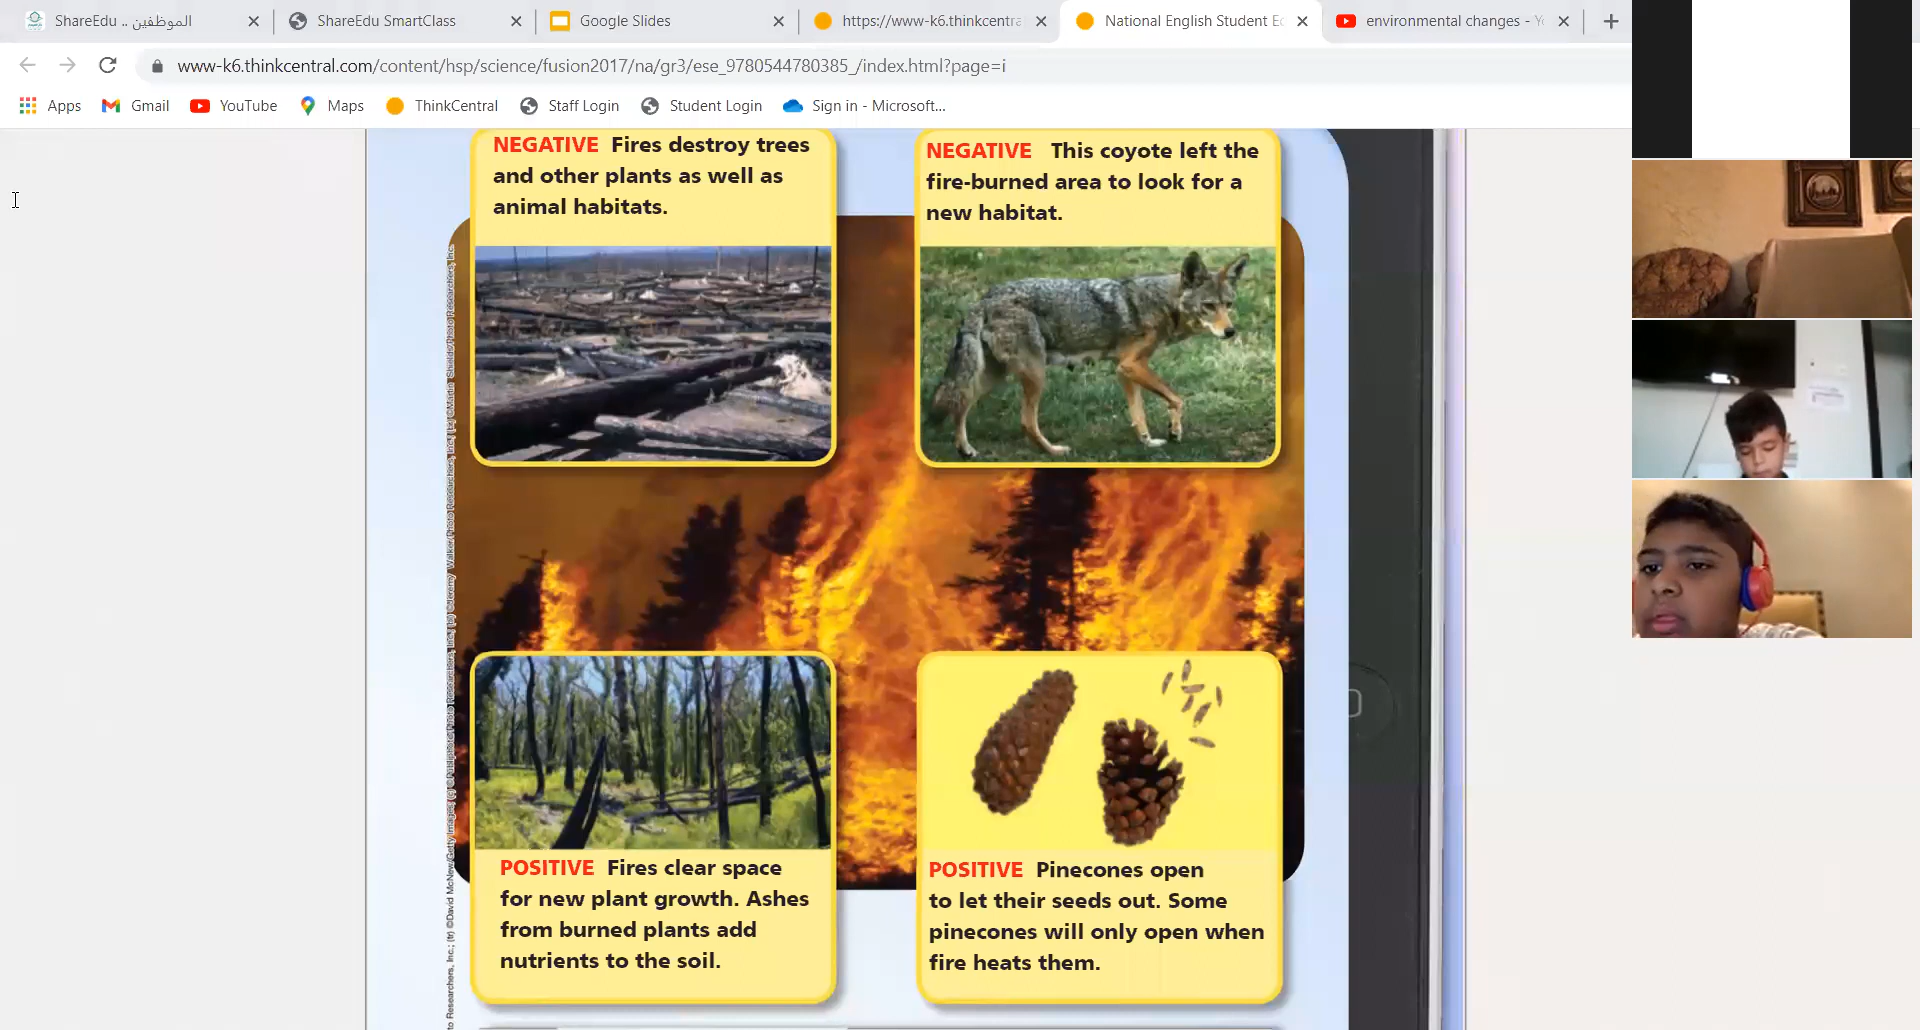 ShareEdu .. الموظفين
ShareEdu SmartClass
Google Slides
https://www-k6.thinkcentra
National English Student Ec
environmental changes - Y
www-k6.thinkcentral.com/content/hsp/science/fusion2017/na/gr3/ese_9780544780385_/index.html?page=i
Apps
Gmail
YouTube
Maps
ThinkCentral
Staff Login
Student Login
Sign in - Microsoft...
NEGATIVE Fires destroy trees
and other plants as well as
animal habitats.
NEGATIVE This coyote left the
fire-burned area to look for a
new habitat.
POSITIVE Fires clear space
for new plant growth. Ashes
from burned plants add
nutrients to the soil.
POSITIVE Pinecones open
to let their seeds out. Some
pinecones will only open when
fire heats them.